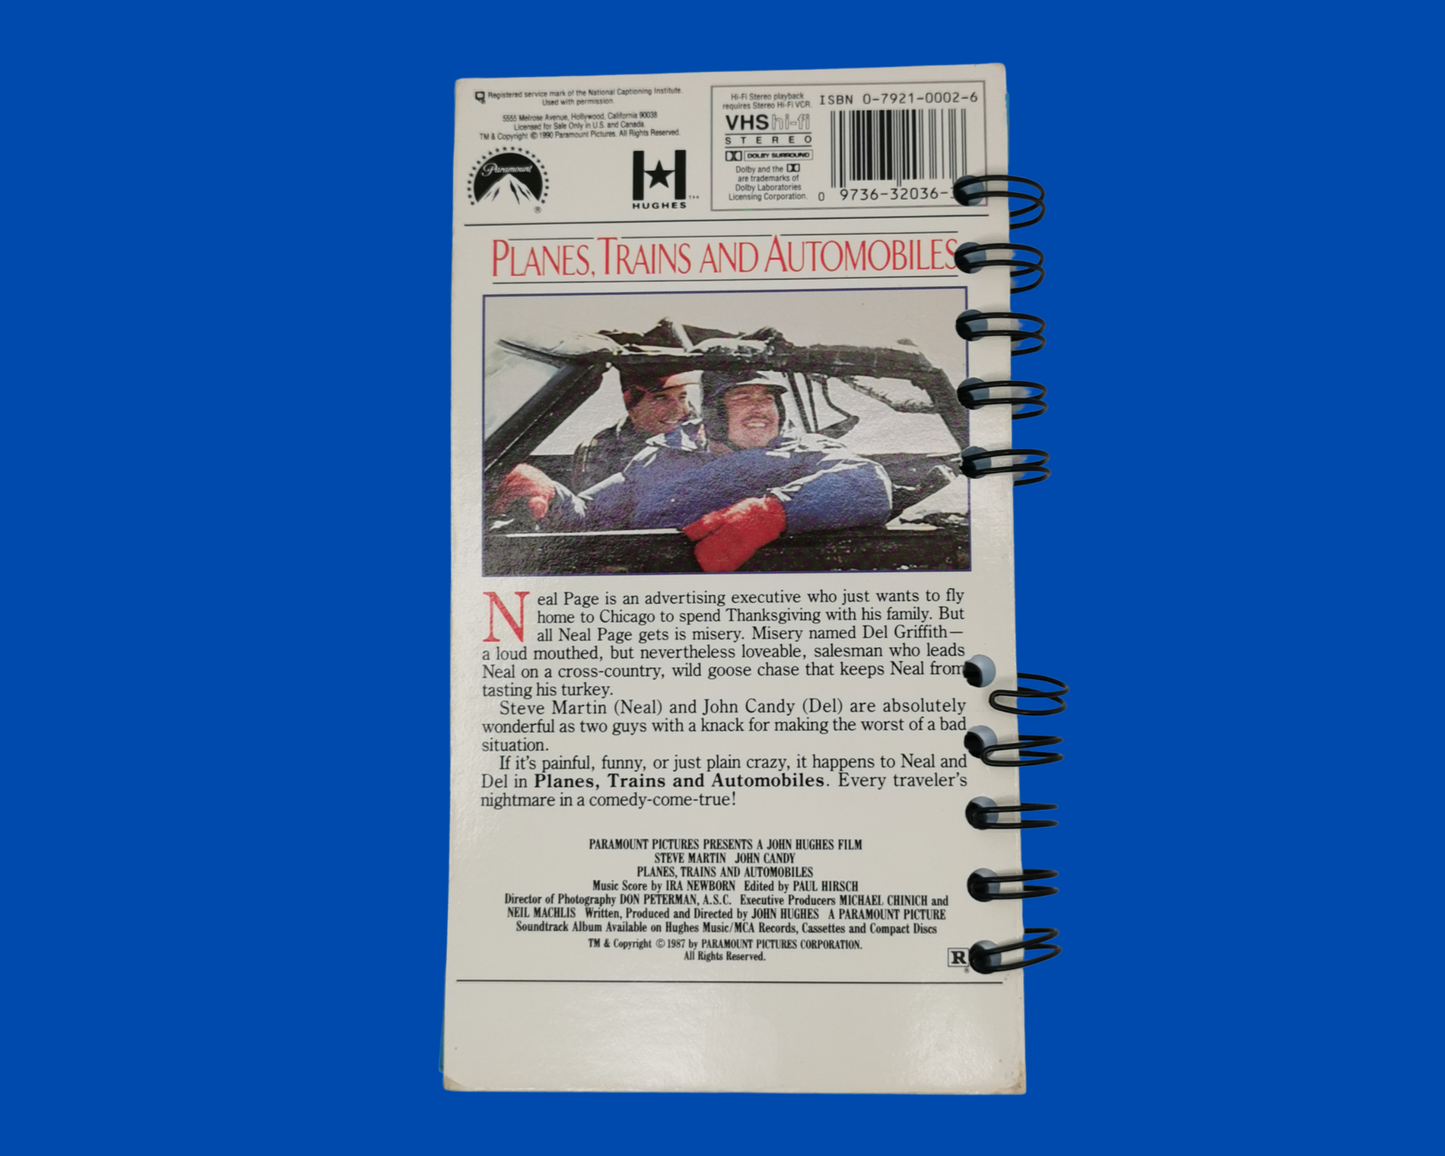 Registered service mark of the National Captioning Institute.
Used with permission.
5555 Melrose Avenue, Hollywood, California 90038
Licensed for Sale Only in U.S. and Canada.
TM & Copyright © 1990 Paramount Pictures. All Rights Reserved.
Paramount
®
HUGHES ™
Hi-Fi Stereo playback
requires Stereo Hi-Fi VCR.
VHS hi-fi
STEREO
DOLBY SURROUND
Dolby and the
are trademarks of
Dolby Laboratories
Licensing Corporation.
ISBN 0-7921-0002-6
0 9736-32036-
PLANES, TRAINS AND AUTOMOBILES
Neal Page is an advertising executive who just wants to fly
home to Chicago to spend Thanksgiving with his family. But
all Neal Page gets is misery. Misery named Del Griffith—
a loud mouthed, but nevertheless loveable, salesman who leads
Neal on a cross-country, wild goose chase that keeps Neal from
tasting his turkey.
Steve Martin (Neal) and John Candy (Del) are absolutely
wonderful as two guys with a knack for making the worst of a bad
situation.
If it's painful, funny, or just plain crazy, it happens to Neal and
Del in Planes, Trains and Automobiles. Every traveler's
nightmare in a comedy-come-true!
PARAMOUNT PICTURES PRESENTS A JOHN HUGHES FILM
STEVE MARTIN JOHN CANDY
PLANES, TRAINS AND AUTOMOBILES
Music Score by IRA NEWBORN Edited by PAUL HIRSCH
Director of Photography DON PETERMAN, A.S.C. Executive Producers MICHAEL CHINICH and
NEIL MACHLIS Written, Produced and Directed by JOHN HUGHES A PARAMOUNT PICTURE
Soundtrack Album Available on Hughes Music/MCA Records, Cassettes and Compact Discs
TM & Copyright © 1987 by PARAMOUNT PICTURES CORPORATION.
All Rights Reserved.
R
®